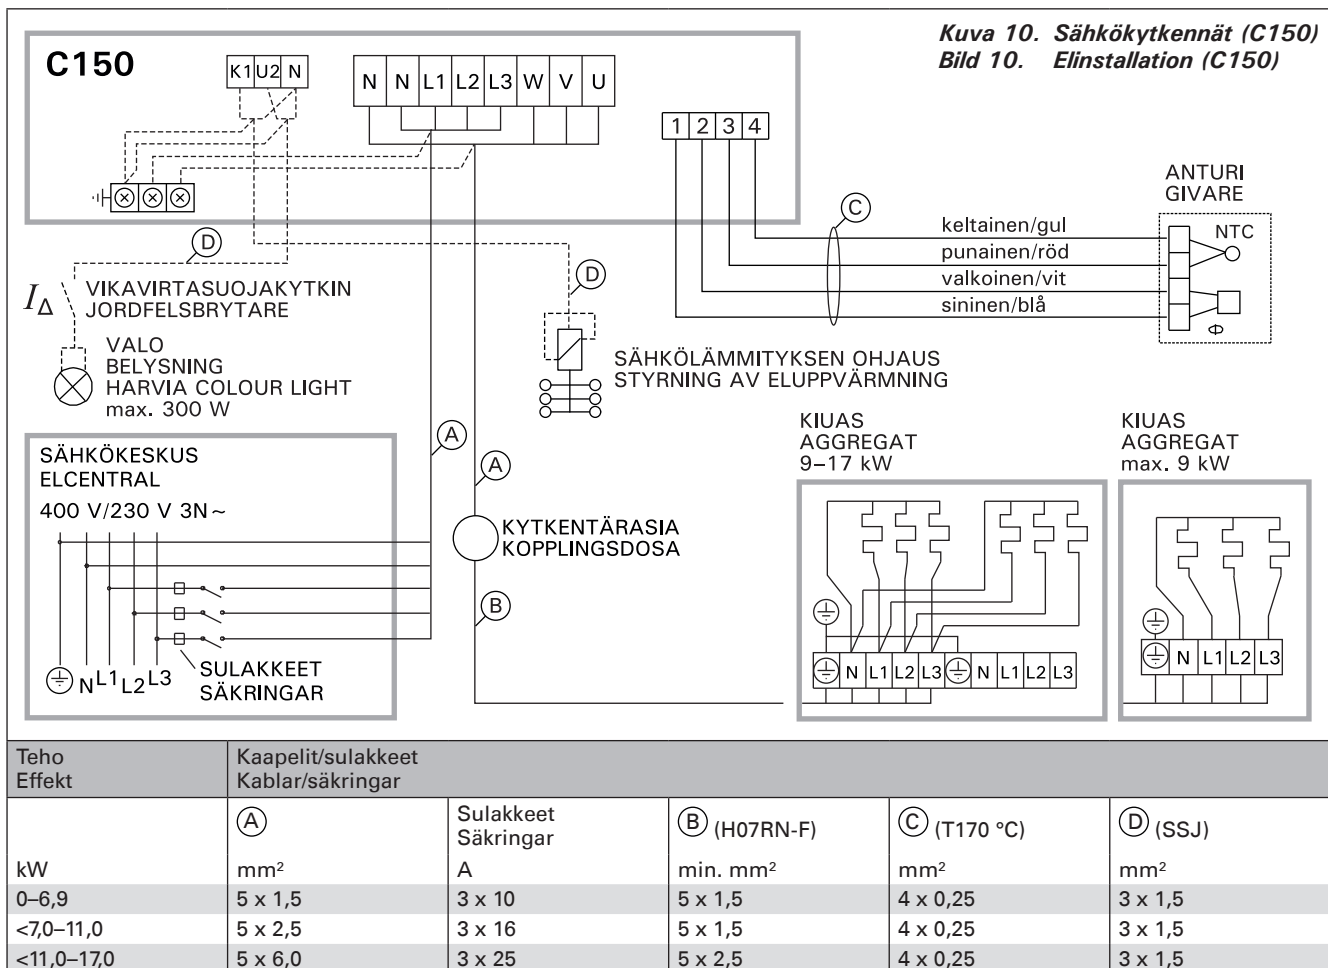 Kuva 10. Sähkökytkennät (C150)
Bild 10. Elinstallation (C150)
C150
K1 U2 N
N N L1 L2 L3 W V U
1 2 3 4
ANTURI
GIVARE
C
keltainen/gul
punainen/röd
valkoinen/vit
sininen/blå
NTC
Φ
D
D
I∆
VIKAVIRTASUOJAKYTKIN
JORDFELSBRYTARE
VALO
BELYSNING
HARVIA COLOUR LIGHT
max. 300 W
SÄHKÖLÄMMITYKSEN OHJAUS
STYRNING AV ELUPPVÄRMNING
A
A
SÄHKÖKESKUS
ELCENTRAL
400 V/230 V 3N~
N L1 L2 L3
SULAKKEET
SÄKRINGAR
KYTKENTÄRASIA
KOPPLINGSDOSA
B
KIUAS
AGGREGAT
9–17 kW
N L1 L2 L3 N L1 L2 L3
KIUAS
AGGREGAT
max. 9 kW
N L1 L2 L3
Teho
Effekt
Kaapelit/sulakkeet
Kablar/säkringar
A
Sulakkeet
Säkringar
B (H07RN-F)
C (T170 °C)
D (SSJ)
kW mm² A min. mm² mm² mm²
0–6,9 5 x 1,5 3 x 10 5 x 1,5 4 x 0,25 3 x 1,5
<7,0–11,0 5 x 2,5 3 x 16 5 x 1,5 4 x 0,25 3 x 1,5
<11,0–17,0 5 x 6,0 3 x 25 5 x 2,5 4 x 0,25 3 x 1,5